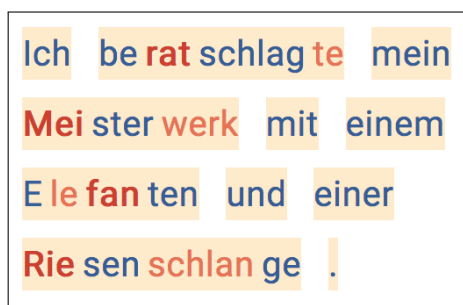 Ich be rat schlag te mein
Mei ster werk mit einem
E le fan ten und einer
Rie sen schlan ge .